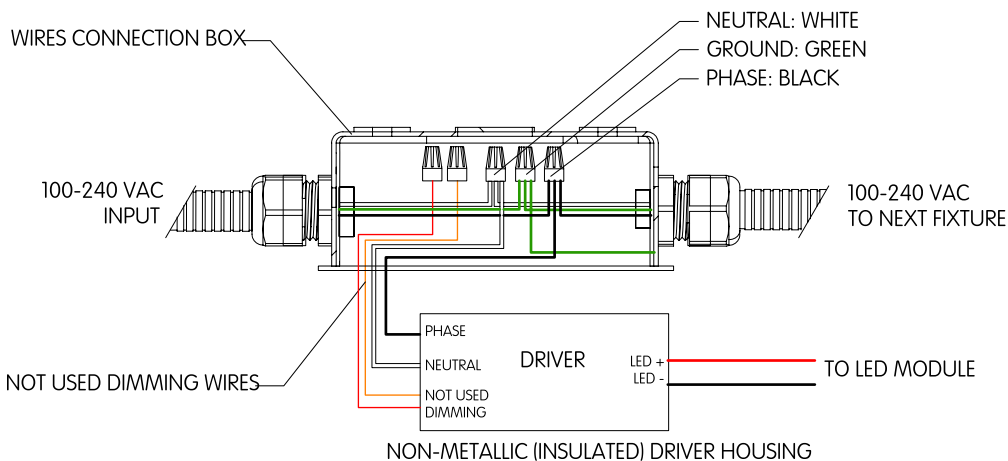 NEUTRAL: WHITE
WIRES CONNECTION BOX
GROUND: GREEN
PHASE: BLACK
100-240 VAC
INPUT
100-240 VAC
TO NEXT FIXTURE
PHASE
NEUTRAL
DRIVER
LED +
LED -
TO LED MODULE
NOT USED DIMMING WIRES
NOT USED
DIMMING
NON-METALLIC (INSULATED) DRIVER HOUSING